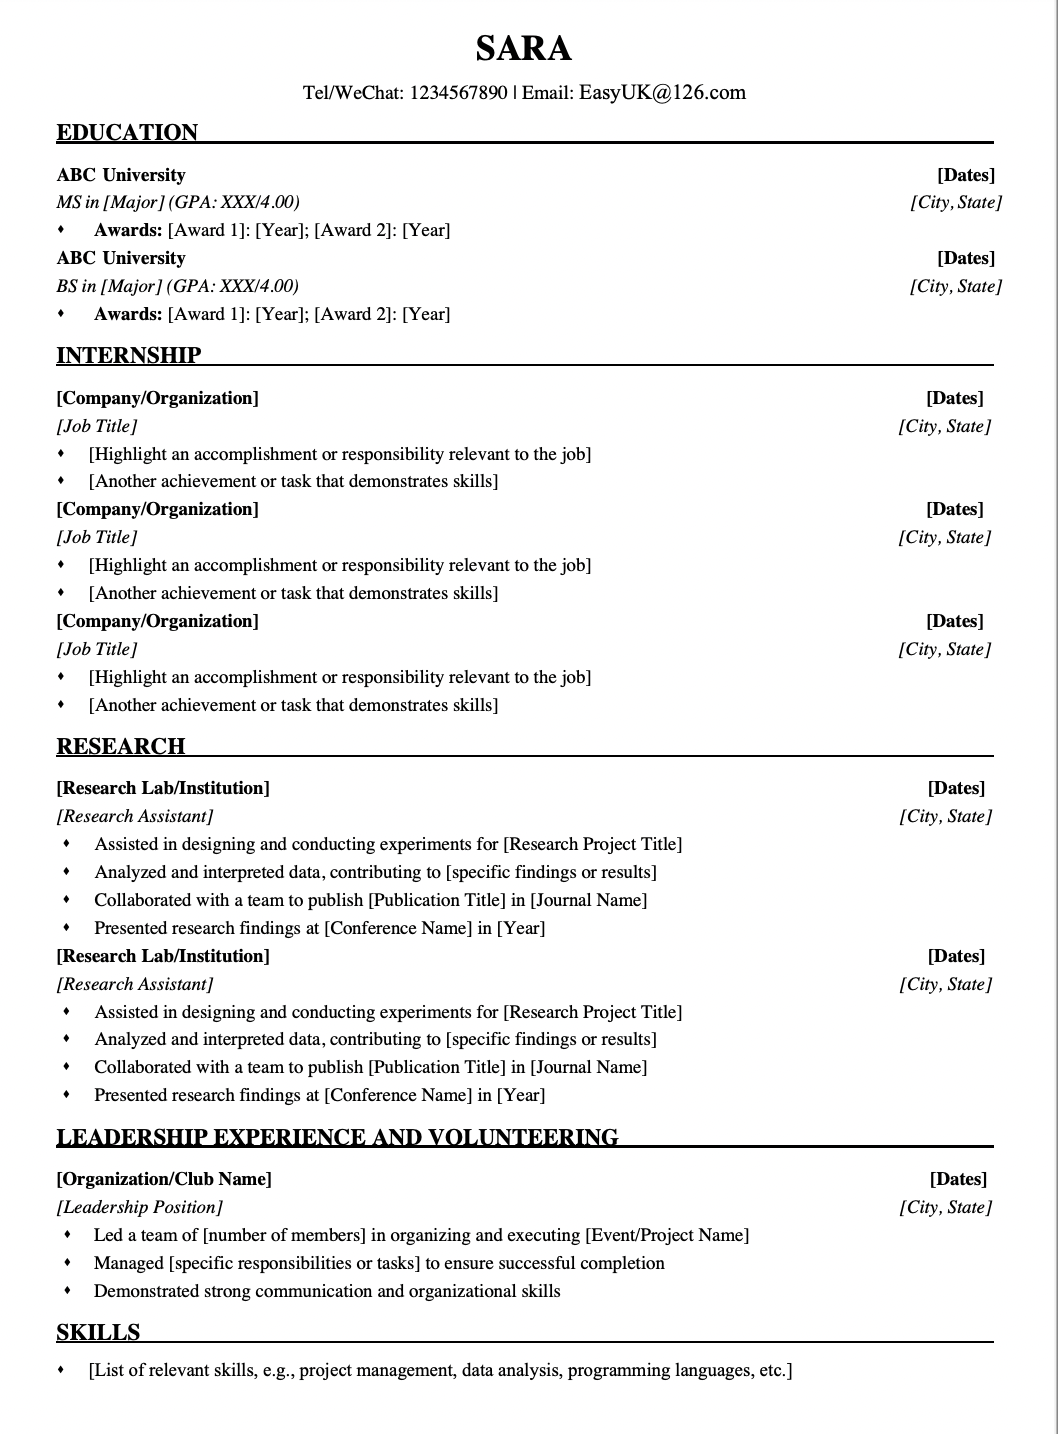 SARA
Tel/WeChat: 1234567890 | Email: EasyUK@126.com
EDUCATION
ABC University [Dates]
MS in [Major] (GPA: XXX/4.00) [City, State]
♦ Awards: [Award 1]: [Year]; [Award 2]: [Year]
ABC University [Dates]
BS in [Major] (GPA: XXX/4.00) [City, State]
♦ Awards: [Award 1]: [Year]; [Award 2]: [Year]
INTERNSHIP
[Company/Organization] [Dates]
[Job Title] [City, State]
♦ [Highlight an accomplishment or responsibility relevant to the job]
♦ [Another achievement or task that demonstrates skills]
[Company/Organization] [Dates]
[Job Title] [City, State]
♦ [Highlight an accomplishment or responsibility relevant to the job]
♦ [Another achievement or task that demonstrates skills]
[Company/Organization] [Dates]
[Job Title] [City, State]
♦ [Highlight an accomplishment or responsibility relevant to the job]
♦ [Another achievement or task that demonstrates skills]
RESEARCH
[Research Lab/Institution] [Dates]
[Research Assistant] [City, State]
♦ Assisted in designing and conducting experiments for [Research Project Title]
♦ Analyzed and interpreted data, contributing to [specific findings or results]
♦ Collaborated with a team to publish [Publication Title] in [Journal Name]
♦ Presented research findings at [Conference Name] in [Year]
[Research Lab/Institution] [Dates]
[Research Assistant] [City, State]
♦ Assisted in designing and conducting experiments for [Research Project Title]
♦ Analyzed and interpreted data, contributing to [specific findings or results]
♦ Collaborated with a team to publish [Publication Title] in [Journal Name]
♦ Presented research findings at [Conference Name] in [Year]
LEADERSHIP EXPERIENCE AND VOLUNTEERING
[Organization/Club Name] [Dates]
[Leadership Position] [City, State]
♦ Led a team of [number of members] in organizing and executing [Event/Project Name]
♦ Managed [specific responsibilities or tasks] to ensure successful completion
♦ Demonstrated strong communication and organizational skills
SKILLS
♦ [List of relevant skills, e.g., project management, data analysis, programming languages, etc.]